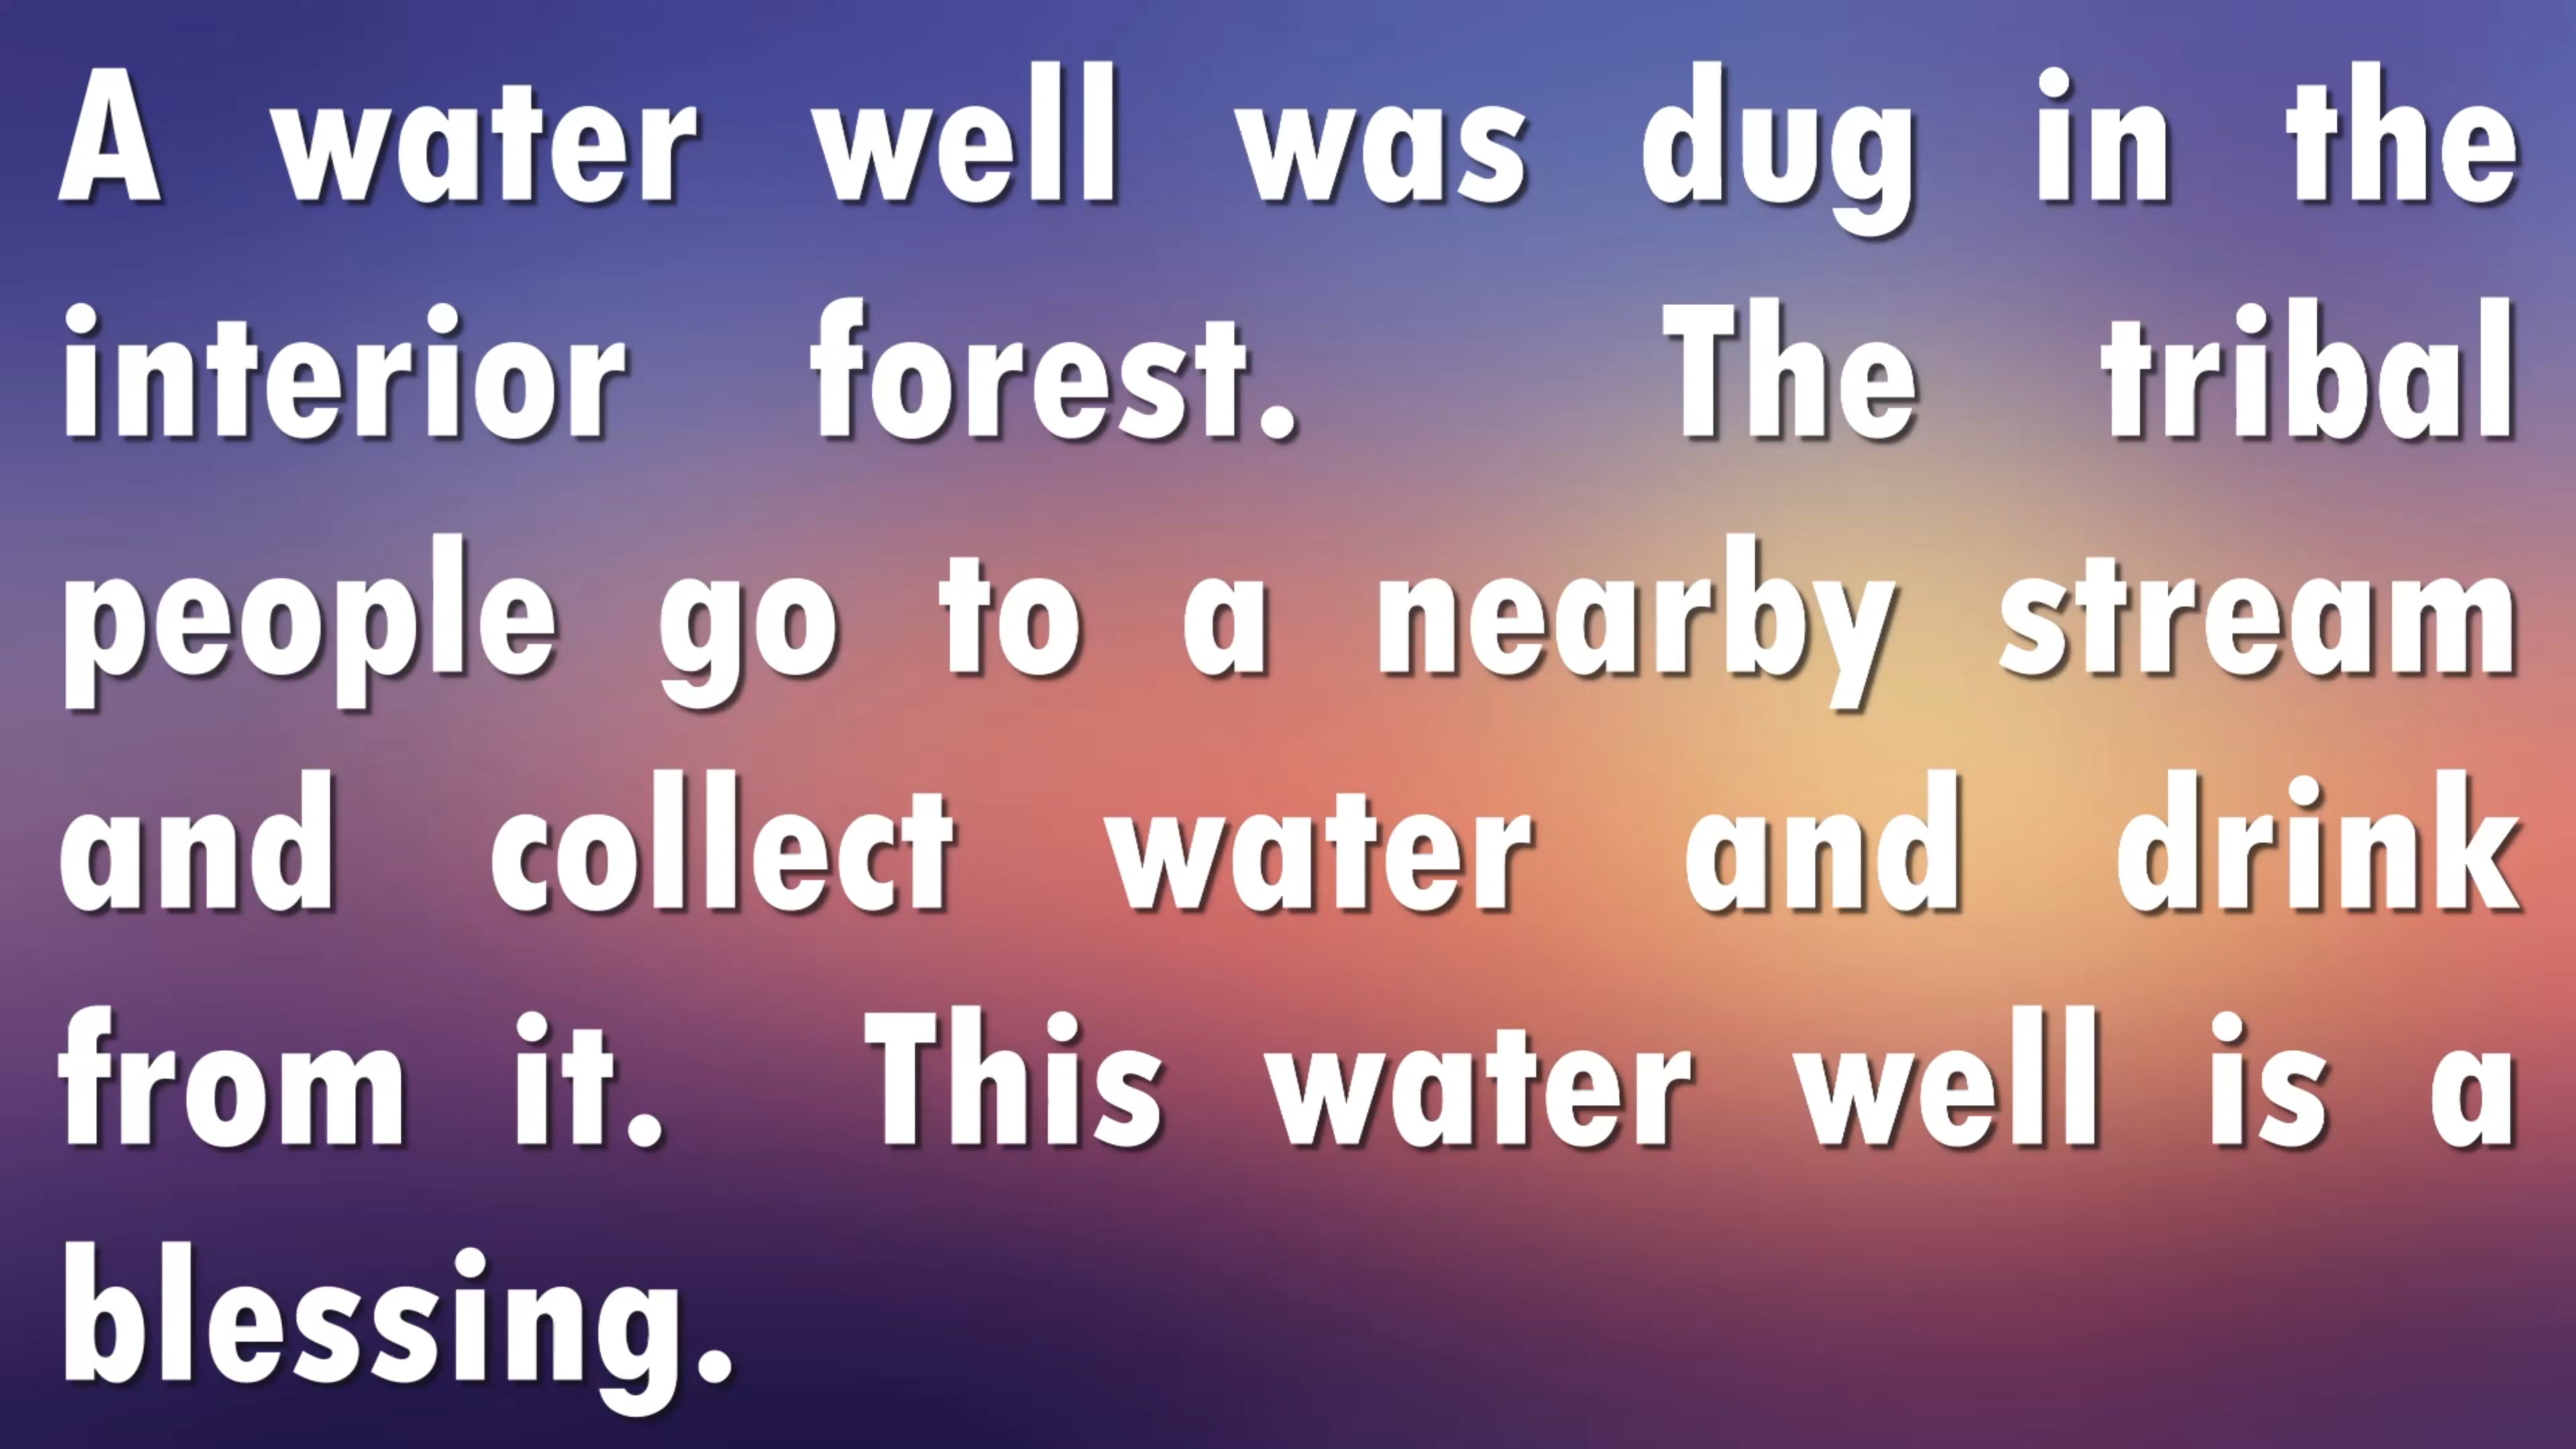 A water well was dug in the
interior forest. The tribal
people go to a nearby stream
and collect water and drink
from it. This water well is a
blessing.